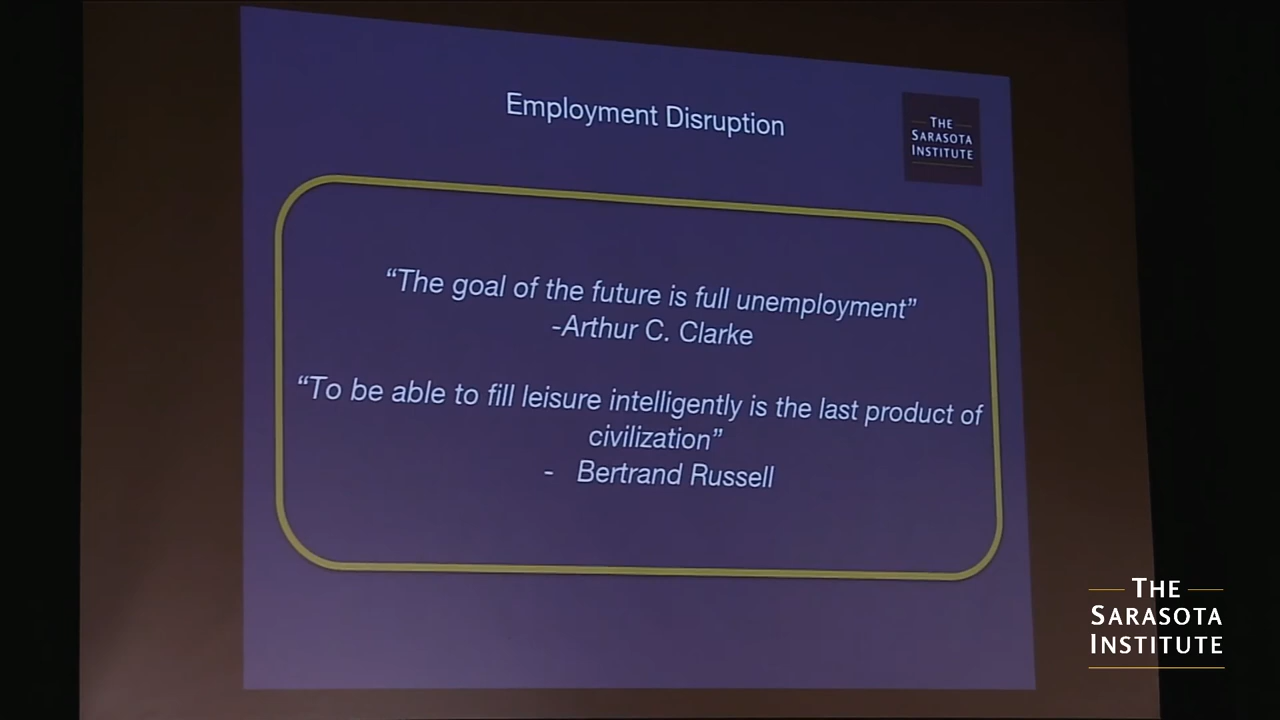 Employment Disruption
THE
SARASOTA
INSTITUTE
“The goal of the future is full unemployment”
-Arthur C. Clarke
“To be able to fill leisure intelligently is the last product of
civilization”
- Bertrand Russell
THE
SARASOTA
INSTITUTE